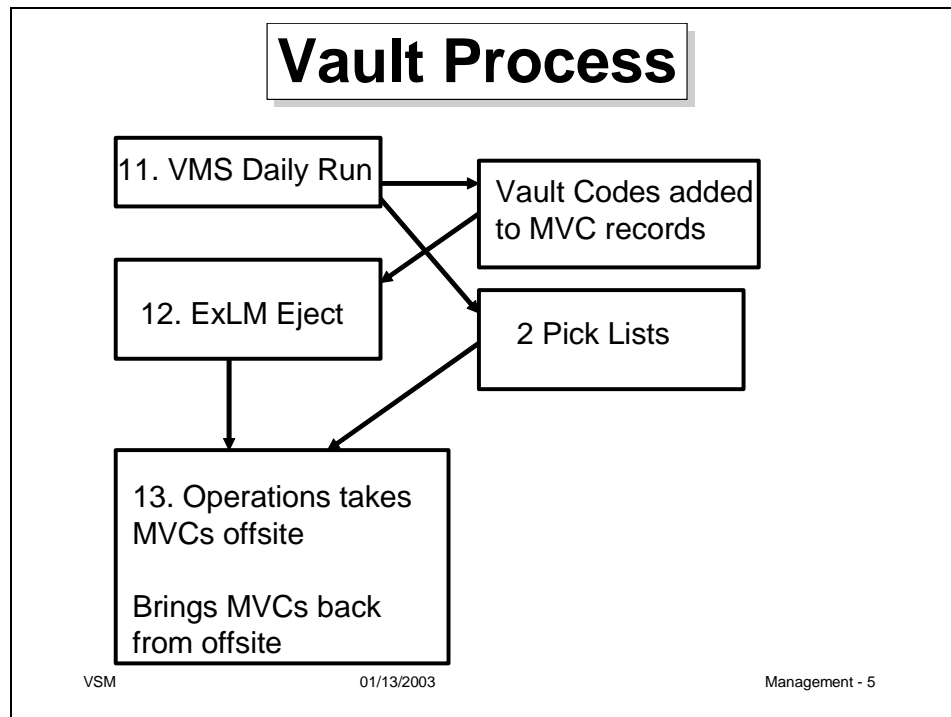 Vault Process
11. VMS Daily Run
Vault Codes added
to MVC records
12. ExLM Eject
2 Pick Lists
13. Operations takes
MVCs offsite
Brings MVCs back
from offsite
VSM
01/13/2003
Management - 5